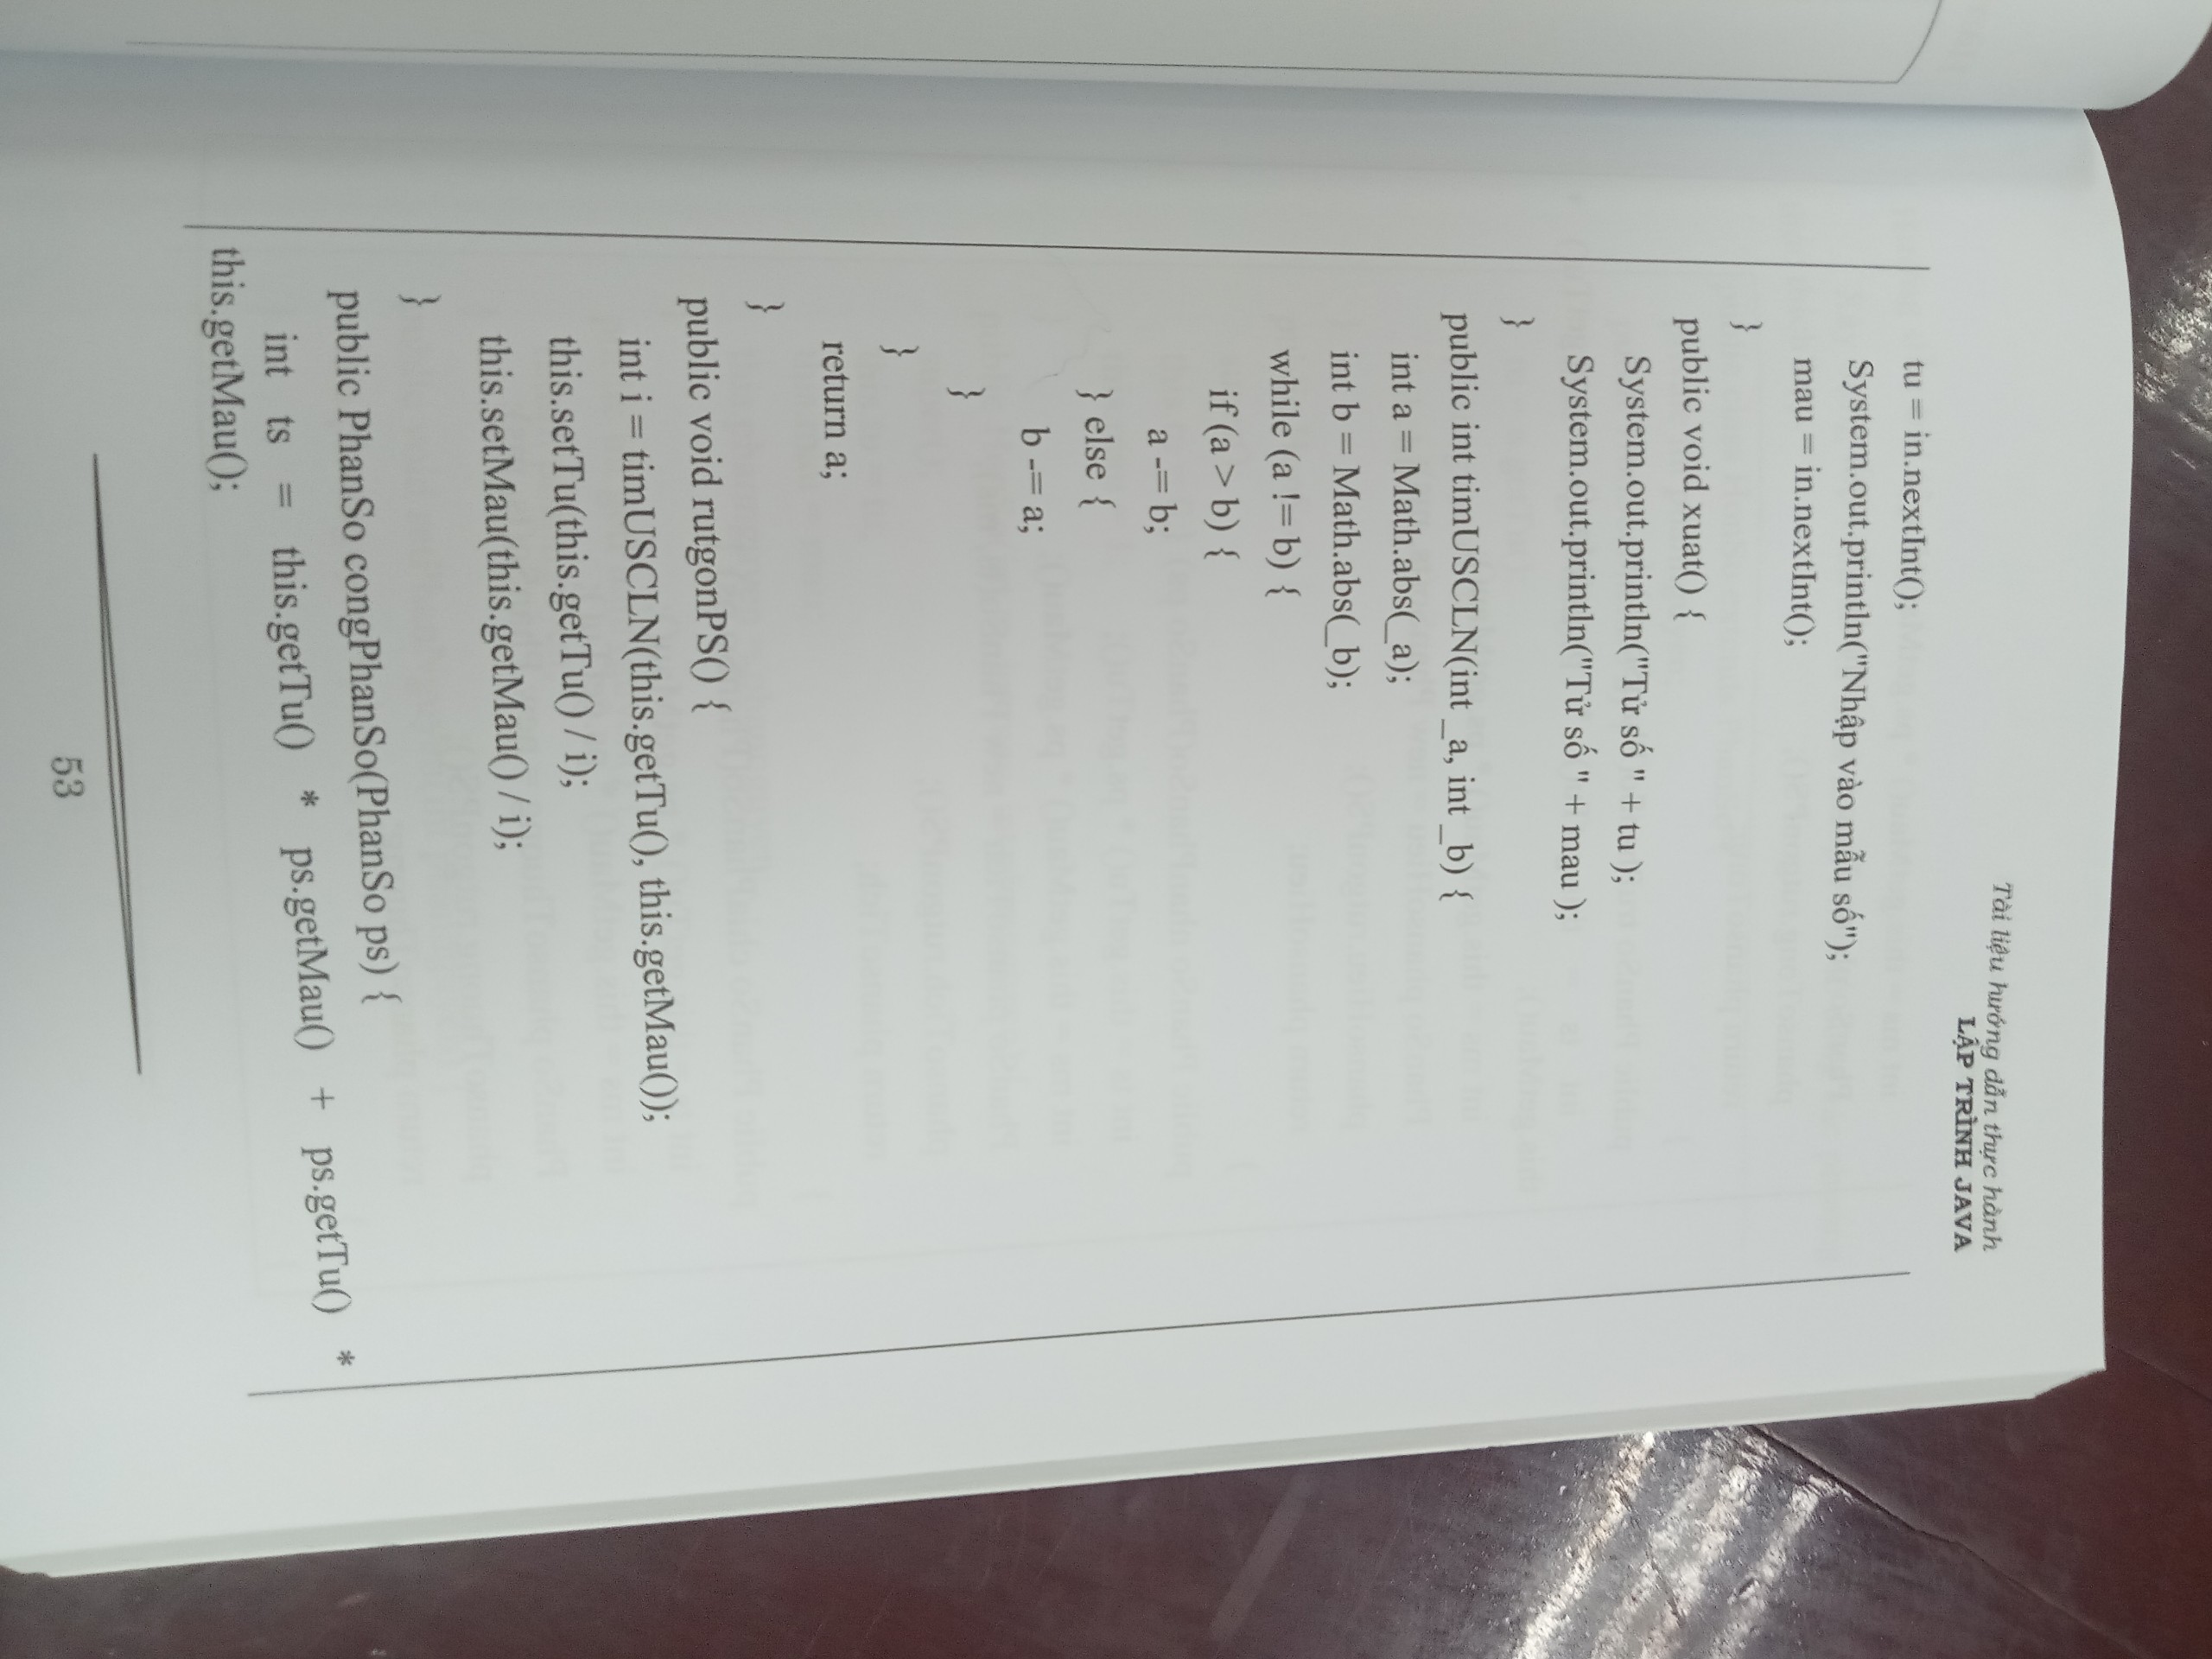 Tài liệu hướng dẫn thực hành
LẬP TRÌNH JAVA
tu = in.nextInt();
System.out.println("Nhập vào mẫu số");
mau = in.nextInt();
}
public void xuat() {
System.out.println("Tử số " + tu );
System.out.println("Tử số " + mau );
}
public int timUSCLN(int _a, int _b) {
int a = Math.abs(_a);
int b = Math.abs(_b);
while (a != b) {
if (a > b) {
a -= b;
} else {
b -= a;
}
}
return a;
}
public void rutgonPS() {
int i = timUSCLN(this.getTu(), this.getMau());
this.setTu(this.getTu() / i);
this.setMau(this.getMau() / i);
}
public PhanSo congPhanSo(PhanSo ps) {
int ts = this.getTu() * ps.getMau() + ps.getTu() *
this.getMau();
53